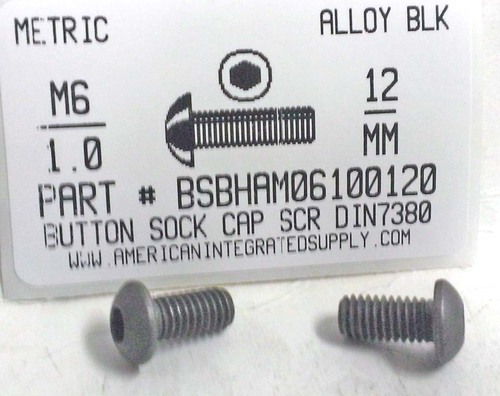 METRIC ALLOY BLK
M6 12
1.0 MM
PART # BSBHAM06100120
BUTTON SOCK CAP SCR DIN7380
WWW.AMERICANINTEGRATEDSUPPLY.COM